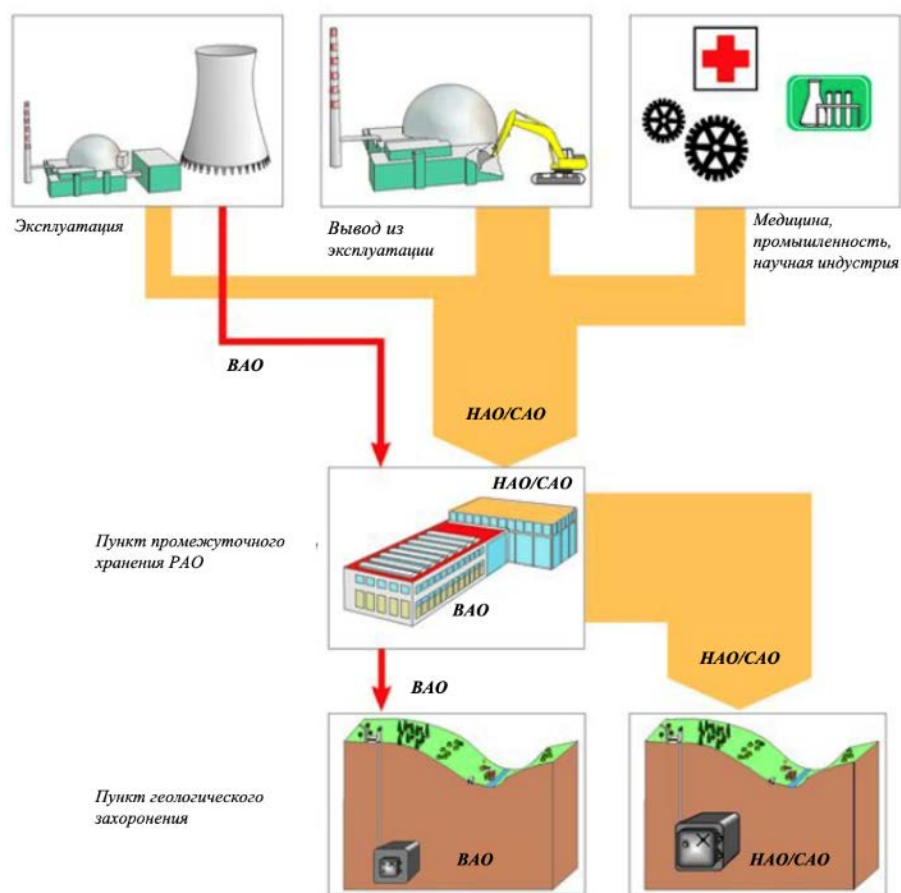 Эксплуатация
Вывод из
эксплуатации
Медицина,
промышленность,
научная индустрия
ВАО
НАО/САО
НАО/САО
Пункт промежуточного
хранения РАО
ВАО
НАО/САО
ВАО
Пункт геологического
захоронения
ВАО
НАО/САО